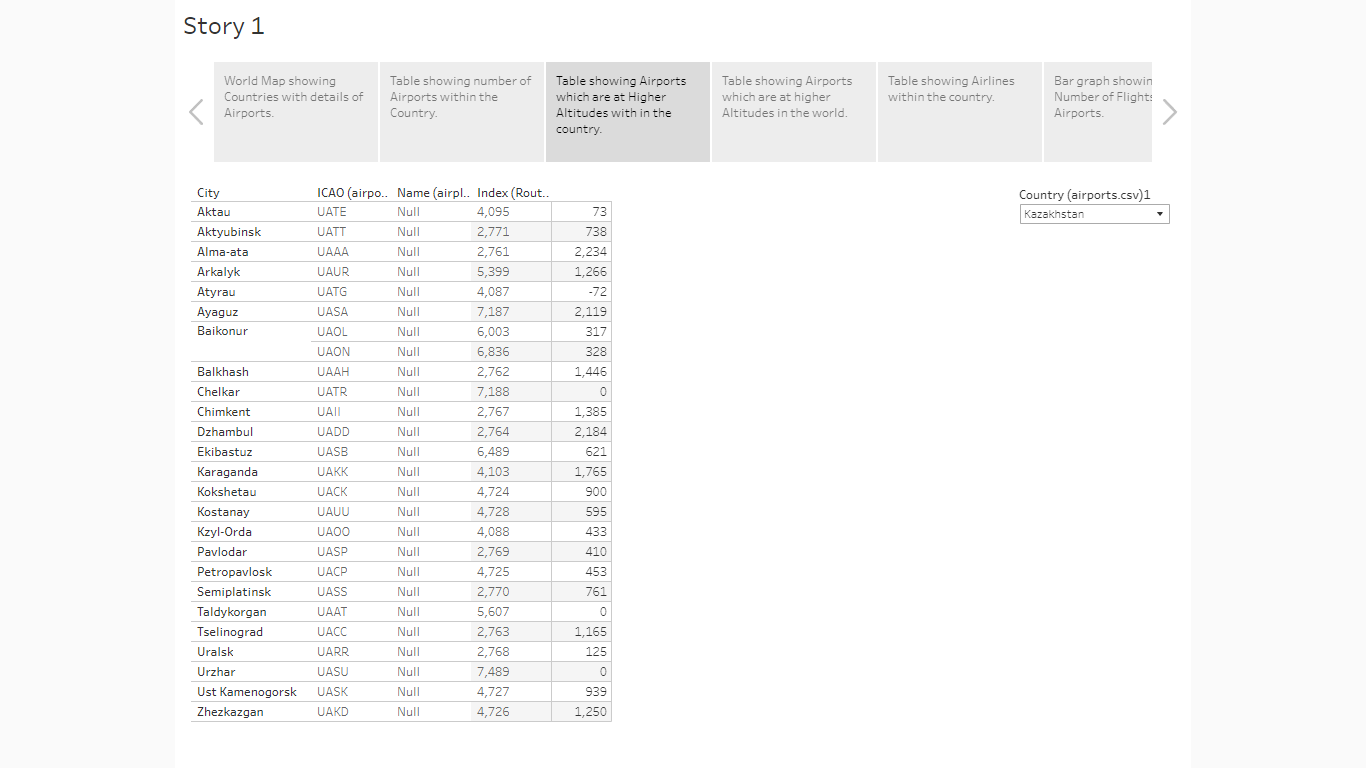 Story 1
World Map showing
Countries with details of
Airports.
Table showing number of
Airports within the
Country.
Table showing Airports
which are at Higher
Altitudes with in the
country.
Table showing Airports
which are at higher
Altitudes in the world.
Table showing Airlines
within the country.
Bar graph showin
Number of Flights
Airports.
City ICAO (airpo.. Name (airpl.. Index (Rout..
Aktau UATE Null 4,095 73
Aktyubinsk UATT Null 2,771 738
Alma-ata UAAA Null 2,761 2,234
Arkalyk UAUR Null 5,399 1,266
Atyrau UATG Null 4,087 -72
Ayaguz UASA Null 7,187 2,119
Baikonur UAOL Null 6,003 317
UAON Null 6,836 328
Balkhash UAAH Null 2,762 1,446
Chelkar UATR Null 7,188 0
Chimkent UAII Null 2,767 1,385
Dzhambul UADD Null 2,764 2,184
Ekibastuz UASB Null 6,489 621
Karaganda UAKK Null 4,103 1,765
Kokshetau UACK Null 4,724 900
Kostanay UAUU Null 4,728 595
Kzyl-Orda UAOO Null 4,088 433
Pavlodar UASP Null 2,769 410
Petropavlosk UACP Null 4,725 453
Semiplatinsk UASS Null 2,770 761
Taldykorgan UAAT Null 5,607 0
Tselinograd UACC Null 2,763 1,165
Uralsk UARR Null 2,768 125
Urzhar UASU Null 7,489 0
Ust Kamenogorsk UASK Null 4,727 939
Zhezkazgan UAKD Null 4,726 1,250
Country (airports.csv)1
Kazakhstan